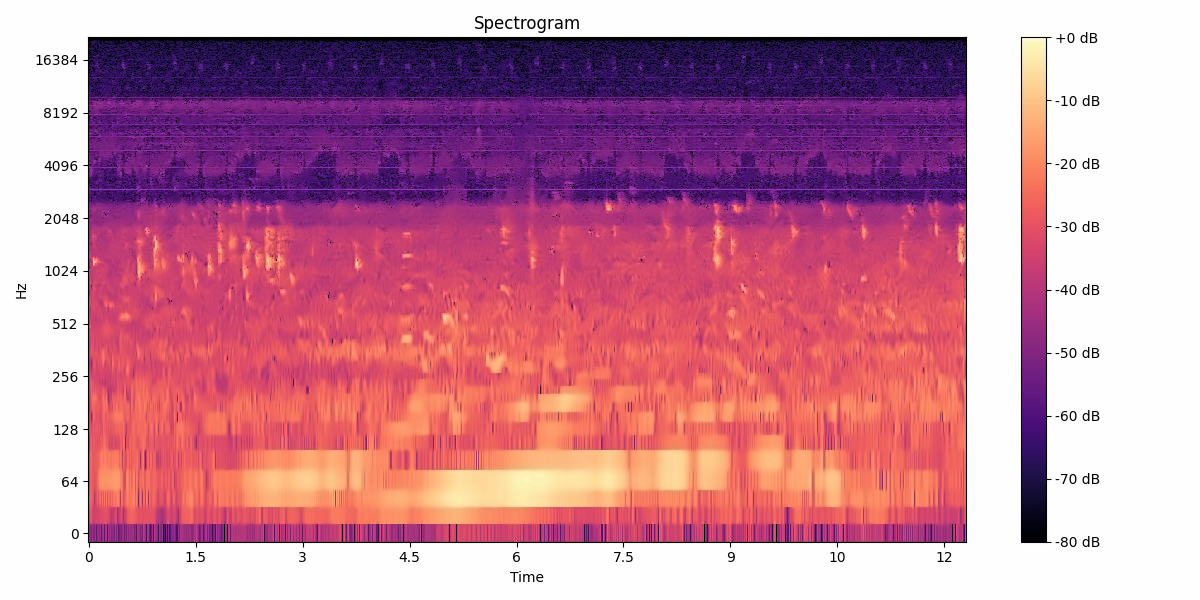 Spectrogram
16384
8192
4096
2048
1024
512
256
128
64
0
Hz
0 1.5 3 4.5 6 7.5 9 10 12
Time
+0 dB
-10 dB
-20 dB
-30 dB
-40 dB
-50 dB
-60 dB
-70 dB
-80 dB